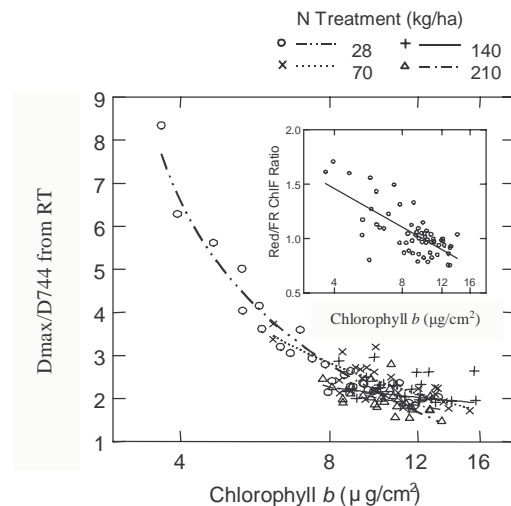 N Treatment (kg/ha)
28 140
70 210
Dmax/D744 from RT
9
8
7
6
5
4
3
2
1
4 8 12 16
Chlorophyll b (μ g/cm²)
Red/FR ChlF Ratio
2.0
1.5
1.0
0.5
4 8 12 16
Chlorophyll b (μg/cm²)